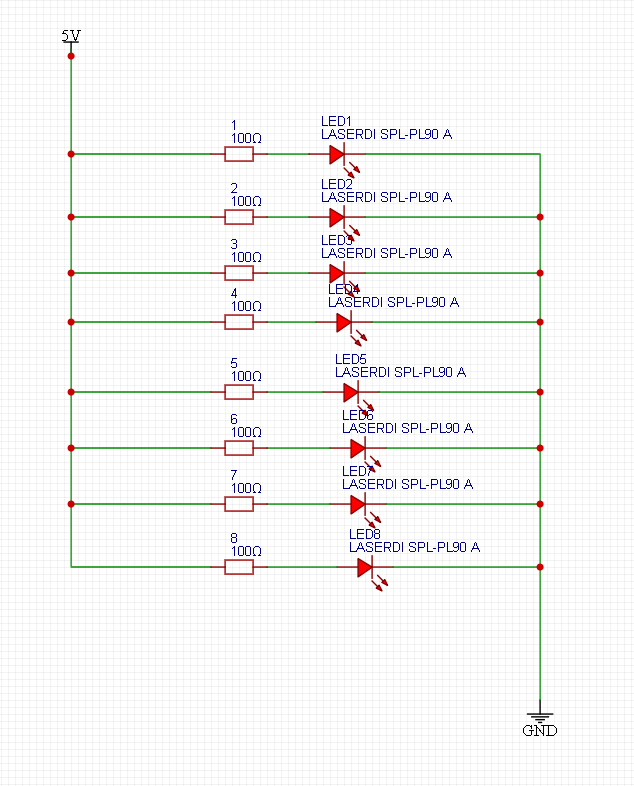 5V
1
100Ω
LED1
LASERDI SPL-PL90 A
2
100Ω
LED2
LASERDI SPL-PL90 A
3
100Ω
LED3
LASERDI SPL-PL90 A
4
100Ω
LED4
LASERDI SPL-PL90 A
5
100Ω
LED5
LASERDI SPL-PL90 A
6
100Ω
LED6
LASERDI SPL-PL90 A
7
100Ω
LED7
LASERDI SPL-PL90 A
8
100Ω
LED8
LASERDI SPL-PL90 A
GND